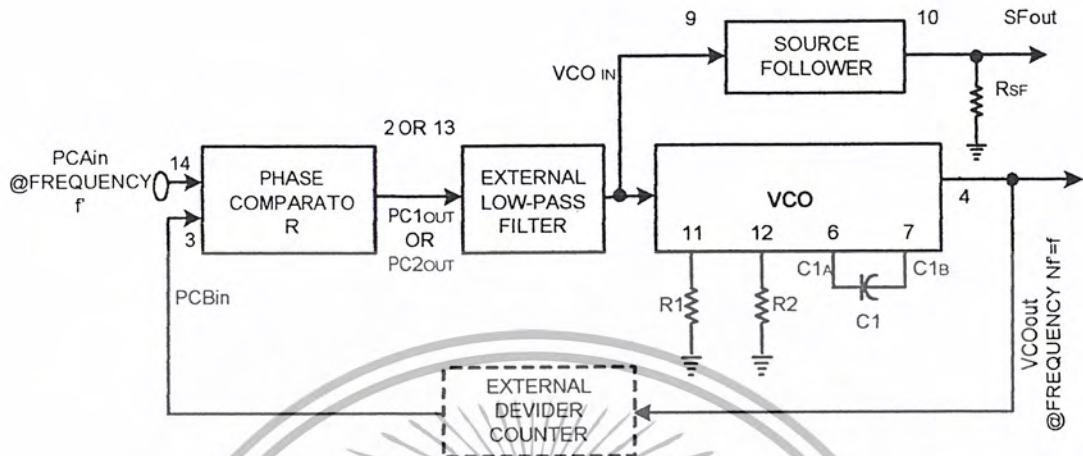 9
10
SFout
SOURCE
FOLLOWER
VCO IN
RSF
2 OR 13
PCAin
@FREQUENCY
f'
14
3
PHASE
COMPARATO
R
PC1OUT
OR
PC2OUT
EXTERNAL
LOW-PASS
FILTER
VCO
4
11
12
6
7
C1A
C1B
R1
R2
C1
PCBin
EXTERNAL
DEVIDER
COUNTER
VCOout
@FREQUENCY Nf'=f